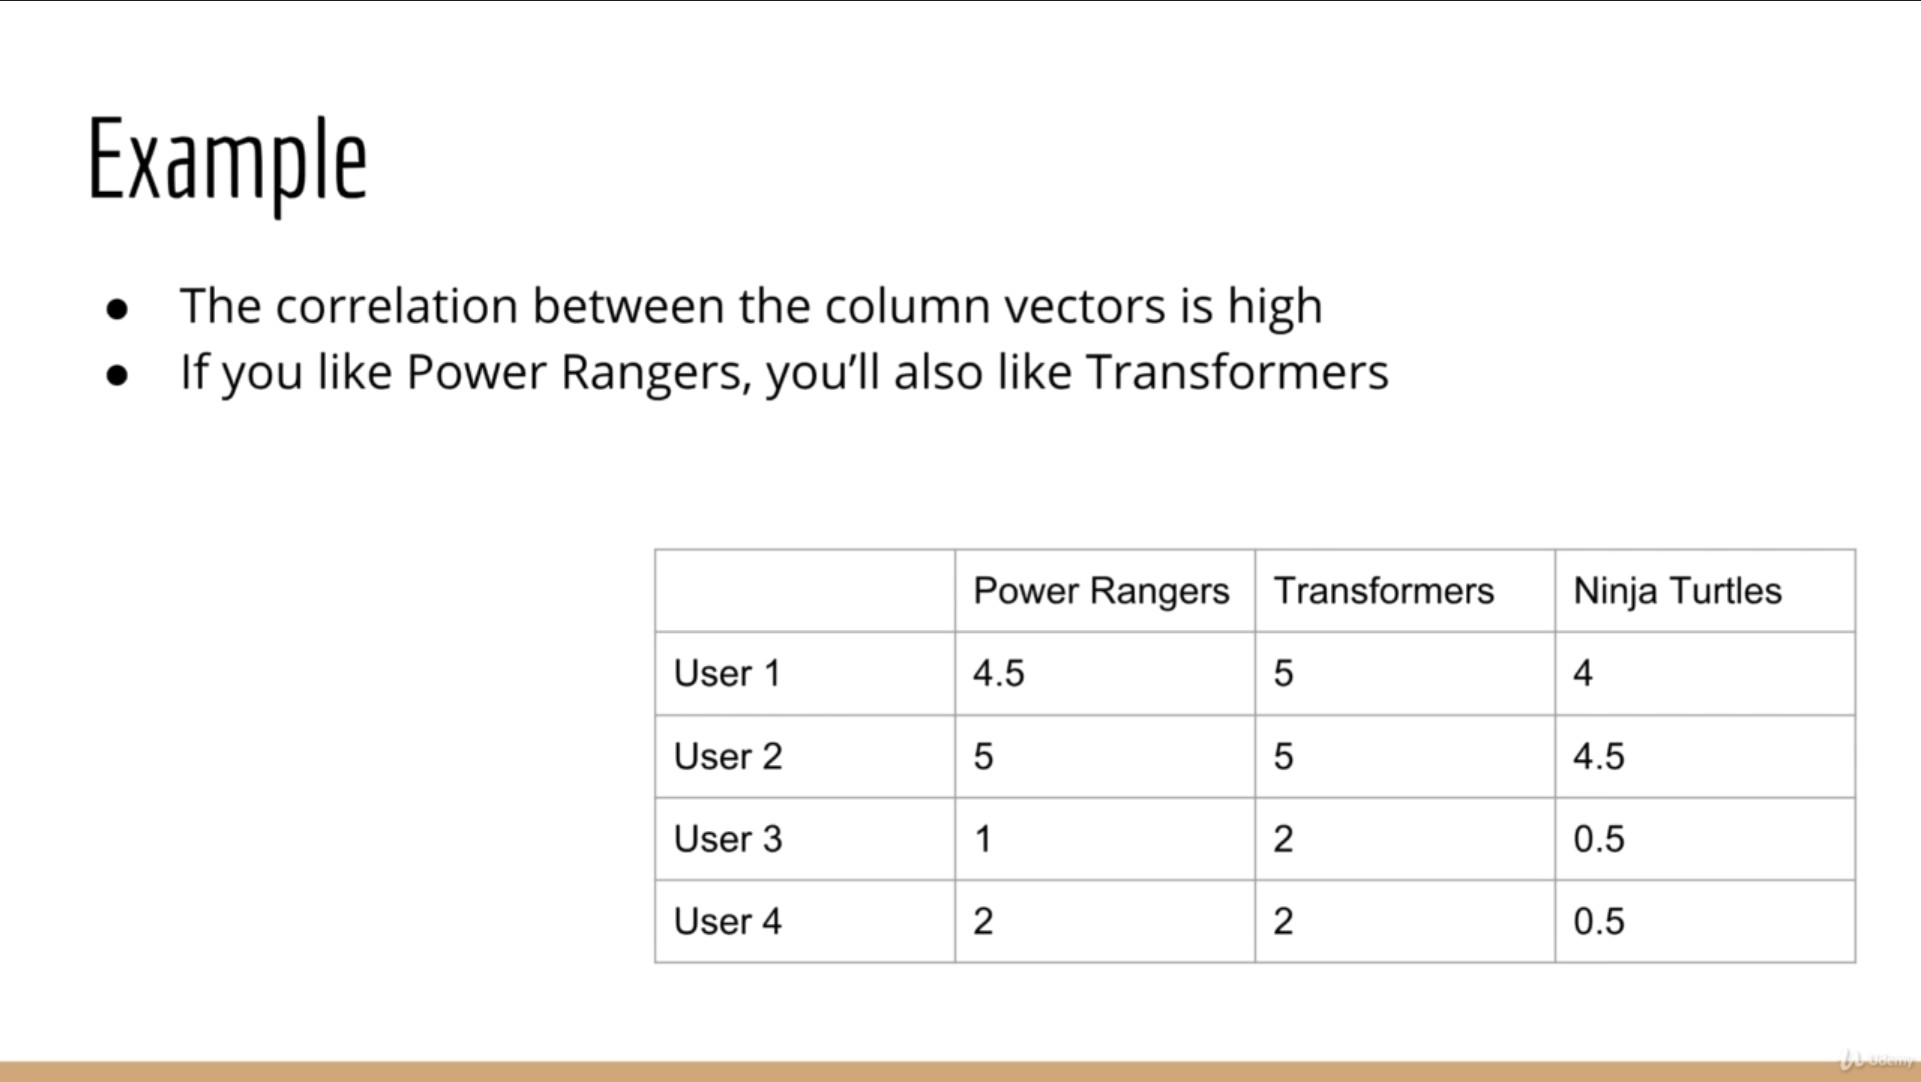 Example
● The correlation between the column vectors is high
● If you like Power Rangers, you'll also like Transformers
Power Rangers Transformers Ninja Turtles
User 1 4.5 5 4
User 2 5 5 4.5
User 3 1 2 0.5
User 4 2 2 0.5
Udemy